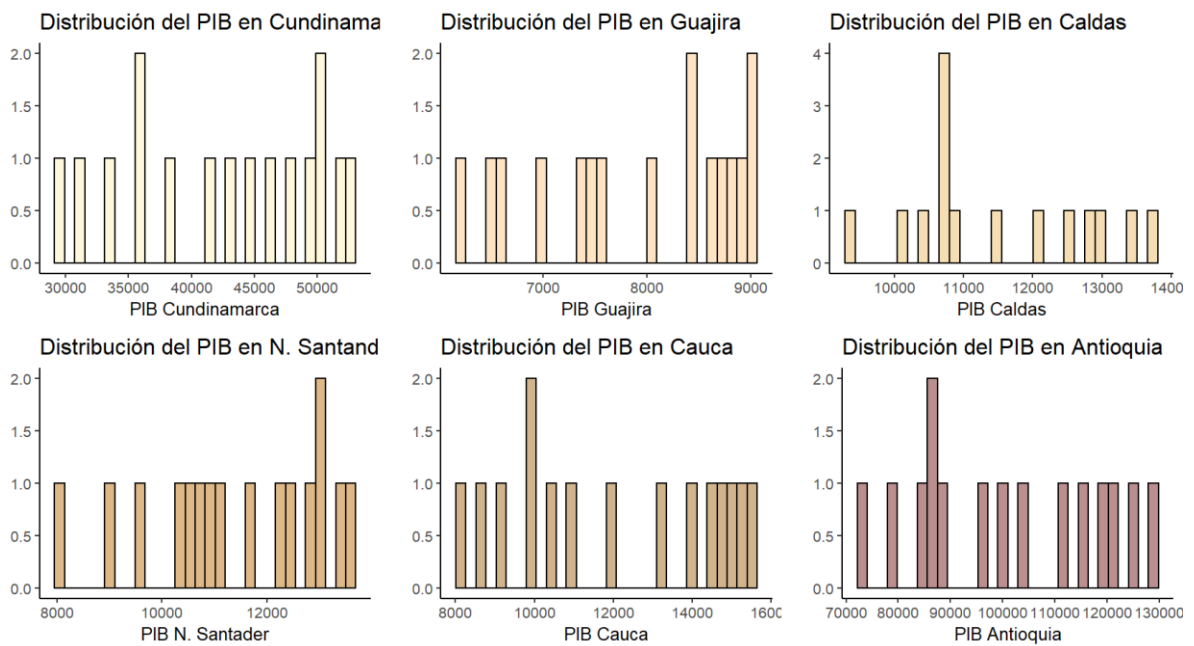 Distribución del PIB en Cundinama
2.0
1.5
1.0
0.5
0.0
30000 35000 40000 45000 50000
PIB Cundinamarca
Distribución del PIB en Guajira
2.0
1.5
1.0
0.5
0.0
7000 8000 9000
PIB Guajira
Distribución del PIB en Caldas
4
3
2
1
0
10000 11000 12000 13000 1400
PIB Caldas
Distribución del PIB en N. Santand
2.0
1.5
1.0
0.5
0.0
8000 10000 12000
PIB N. Santader
Distribución del PIB en Cauca
2.0
1.5
1.0
0.5
0.0
8000 10000 12000 14000 1600
PIB Cauca
Distribución del PIB en Antioquia
2.0
1.5
1.0
0.5
0.0
70000 80000 90000 100000 110000 120000 130000
PIB Antioquia